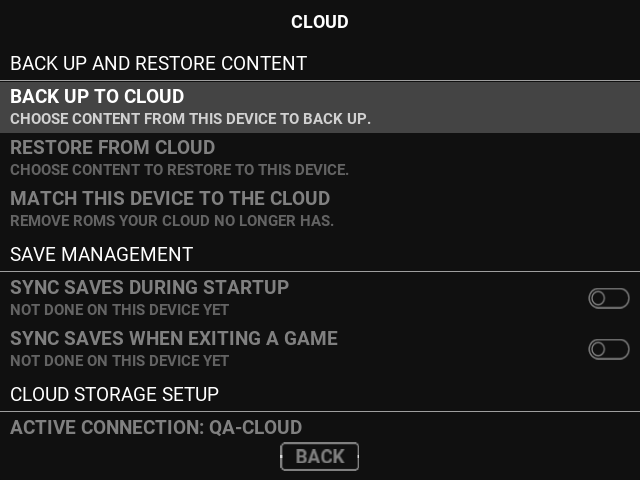 CLOUD
BACK UP AND RESTORE CONTENT
BACK UP TO CLOUD
CHOOSE CONTENT FROM THIS DEVICE TO BACK UP.
RESTORE FROM CLOUD
CHOOSE CONTENT TO RESTORE TO THIS DEVICE.
MATCH THIS DEVICE TO THE CLOUD
REMOVE ROMS YOUR CLOUD NO LONGER HAS.
SAVE MANAGEMENT
SYNC SAVES DURING STARTUP
NOT DONE ON THIS DEVICE YET
SYNC SAVES WHEN EXITING A GAME
NOT DONE ON THIS DEVICE YET
CLOUD STORAGE SETUP
ACTIVE CONNECTION: QA-CLOUD
BACK